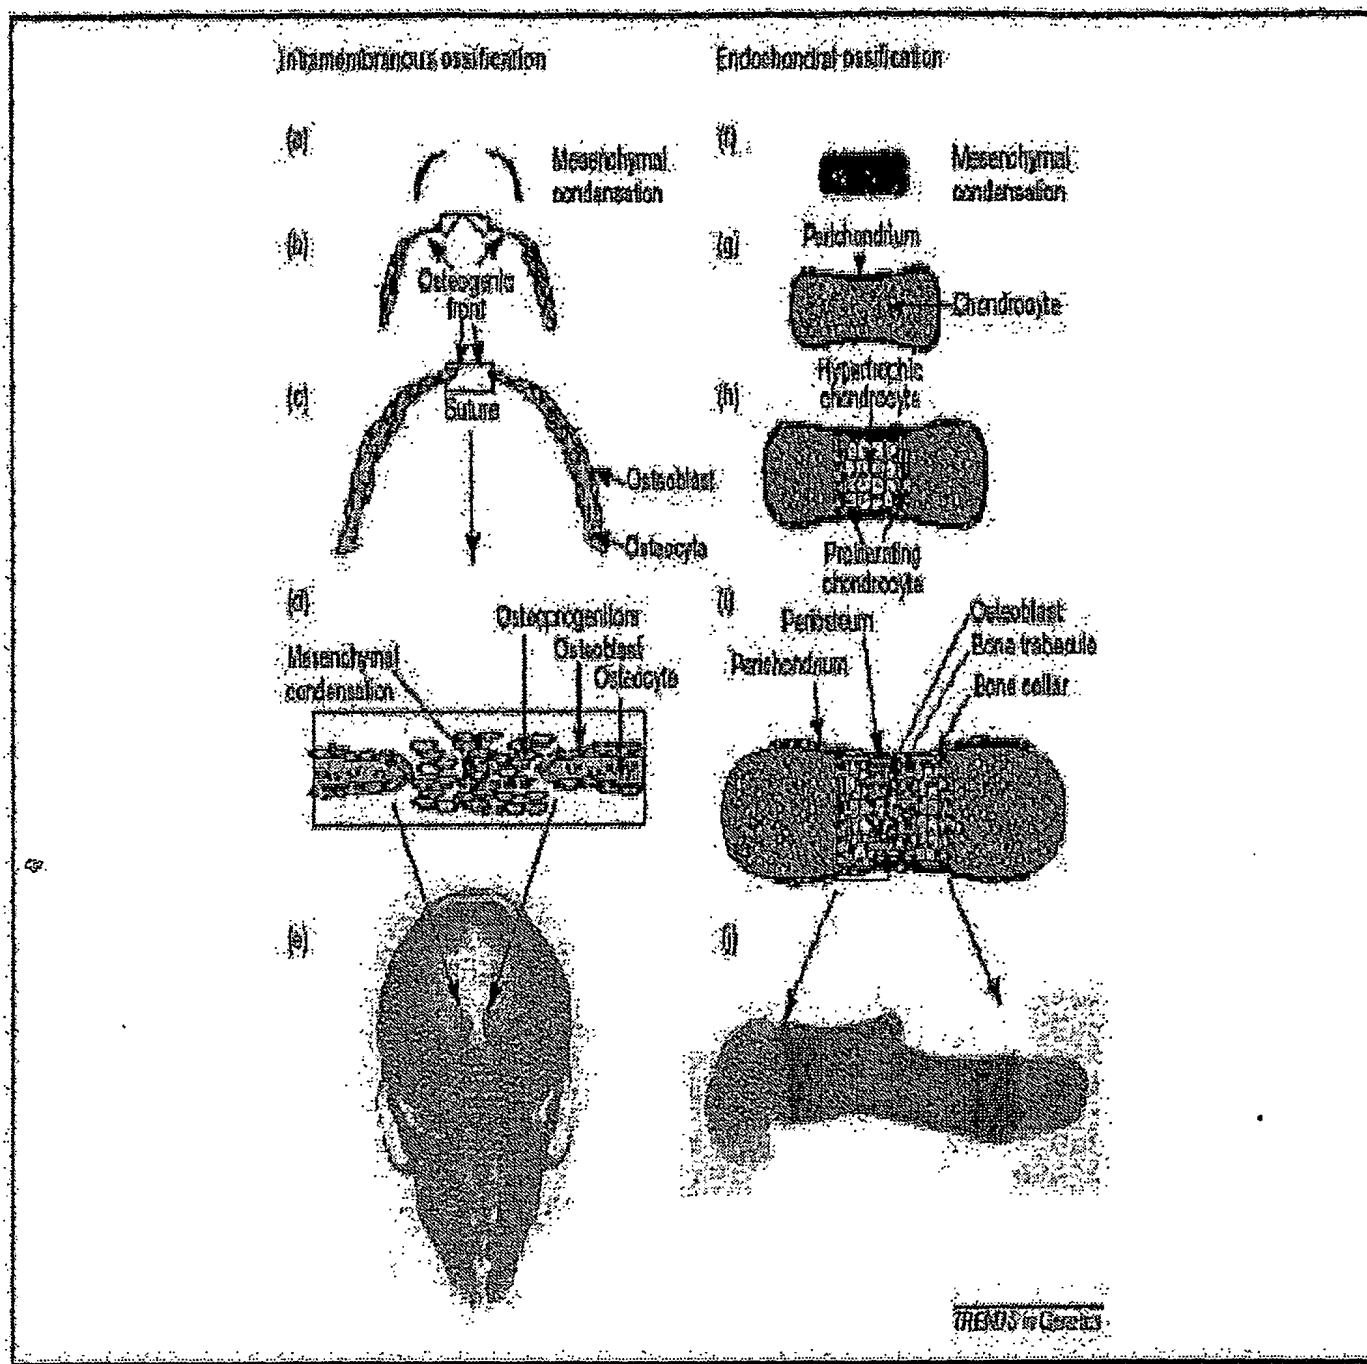 Intramembranous ossification
(a)
Mesenchymal
condensation
(b)
Osteogenic
front
(c)
Suture
Osteoblast
Osteocyte
(d)
Osteoprogenitors
Osteoblast
Osteocyte
Mesenchymal
condensation
(e)
Endochondral ossification
(f)
Mesenchymal
condensation
(g)
Perichondrium
Chondrocyte
(h)
Hypertrophic
chondrocyte
Proliferating
chondrocyte
(i)
Periosteum
Perichondrium
Osteoblast
Bone trabecule
Bone collar
(j)
TRENDS in Genetics